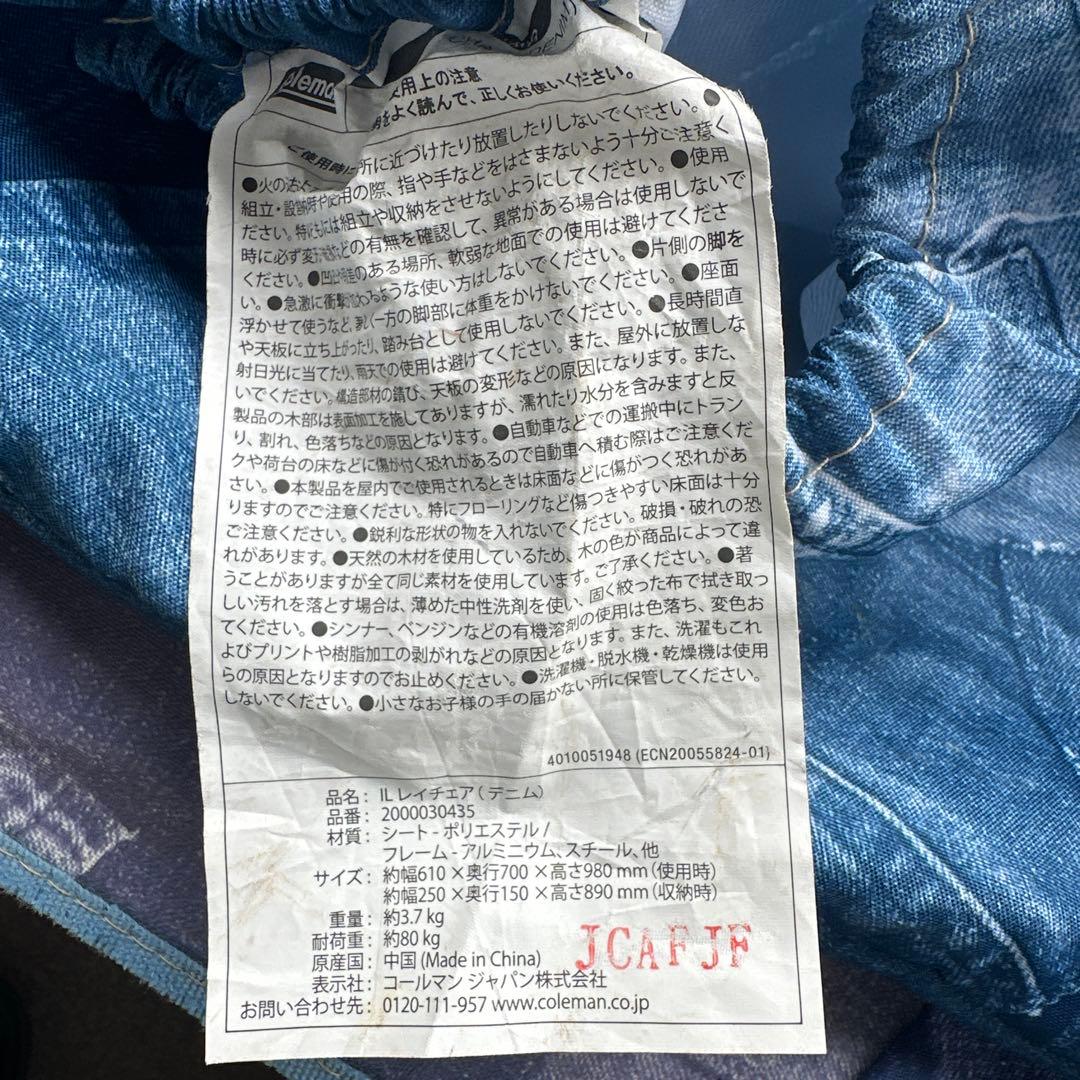 Coleman
使用上の注意
をよく読んで、正しくお使いください。
ご使用時に
●火の 所に近づけたり放置したりしないでください。●
組立・設 時や使用の際、指や手などをはさまないよう十分ご注意く
ださい。特に には組立や収納をさせないようにしてください。●使用
時に必ず変 などの有無を確認して、異常がある場合は使用しないで
ください。● のある場所、軟弱な地面での使用は避けてくださ
い。●急激に衝撃 ような使い方はしないでください。●片側の脚を
浮かせて使うなど、 一方の脚部に体重をかけないでください。●座面
や天板に立ち上がったり、踏み台として使用しないでください。●長時間直
射日光に当てたり、雨天での使用は避けてください。また、屋外に放置しな
いでください。構造部材の錆び、天板の変形などの原因になります。また、
製品の木部は表面加工を施してありますが、濡れたり水分を含みますと反
り、割れ、色落ちなどの原因となります。●自動車などでの運搬中にトラン
クや荷台の床などに傷が付く恐れがあるので自動車へ積む際はご注意くだ
さい。●本製品を屋内でご使用されるときは床面などに傷がつく恐れがあ
りますのでご注意ください。特にフローリングなど傷つきやすい床面は十分
ご注意ください。●鋭利な形状の物を入れないでください。破損・破れの恐
れがあります。●天然の木材を使用しているため、木の色が商品によって違
うことがありますが全て同じ素材を使用しています。ご了承ください。●著
しい汚れを落とす場合は、薄めた中性洗剤を使い、固く絞った布で拭き取っ
てください。●シンナー、ベンジンなどの有機溶剤の使用は色落ち、変色お
よびプリントや樹脂加工の剥がれなどの原因となります。また、洗濯もこれ
らの原因となりますのでお止めください。●洗濯機・脱水機・乾燥機は使用
しないでください。●小さなお子様の手の届かない所に保管してください。
4010051948 (ECN20055824-01)
品名: ILレイチェア(デニム)
品番: 2000030435
材質: シート-ポリエステル/
フレーム-アルミニウム、スチール、他
サイズ: 約幅610×奥行700×高さ980mm(使用時)
約幅250×奥行150×高さ890mm(収納時)
重量: 約3.7kg
耐荷重: 約80kg
原産国: 中国(Made in China)
JCAFJF
表示社: コールマン ジャパン株式会社
お問い合わせ先: 0120-111-957 www.coleman.co.jp